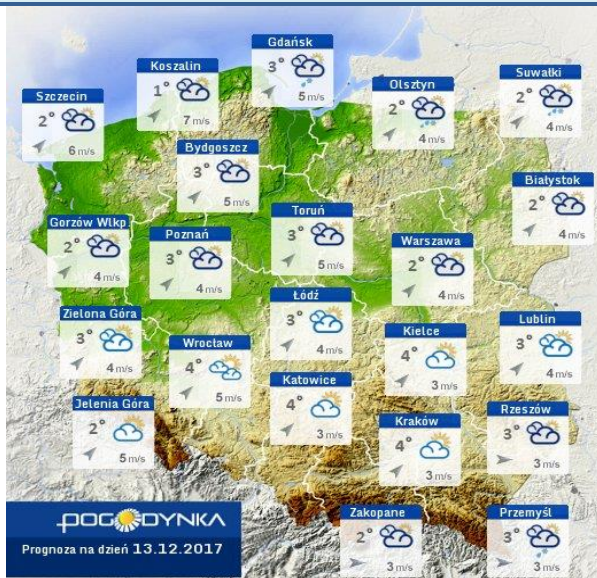 Gdańsk
3°
5 m/s
Koszalin
1°
7 m/s
Suwałki
2°
4 m/s
Olsztyn
2°
4 m/s
Szczecin
2°
6 m/s
Bydgoszcz
3°
5 m/s
Białystok
2°
4 m/s
Toruń
3°
5 m/s
Gorzów Wlkp
2°
4 m/s
Poznań
3°
4 m/s
Warszawa
2°
4 m/s
Łódź
3°
4 m/s
Zielona Góra
3°
4 m/s
Lublin
3°
4 m/s
Kielce
4°
3 m/s
Wrocław
4°
5 m/s
Katowice
4°
3 m/s
Jelenia Góra
2°
5 m/s
Rzeszów
3°
3 m/s
Kraków
4°
3 m/s
Zakopane
2°
3 m/s
Przemyśl
3°
3 m/s
POGODYNKA
Prognoza na dzień 13.12.2017